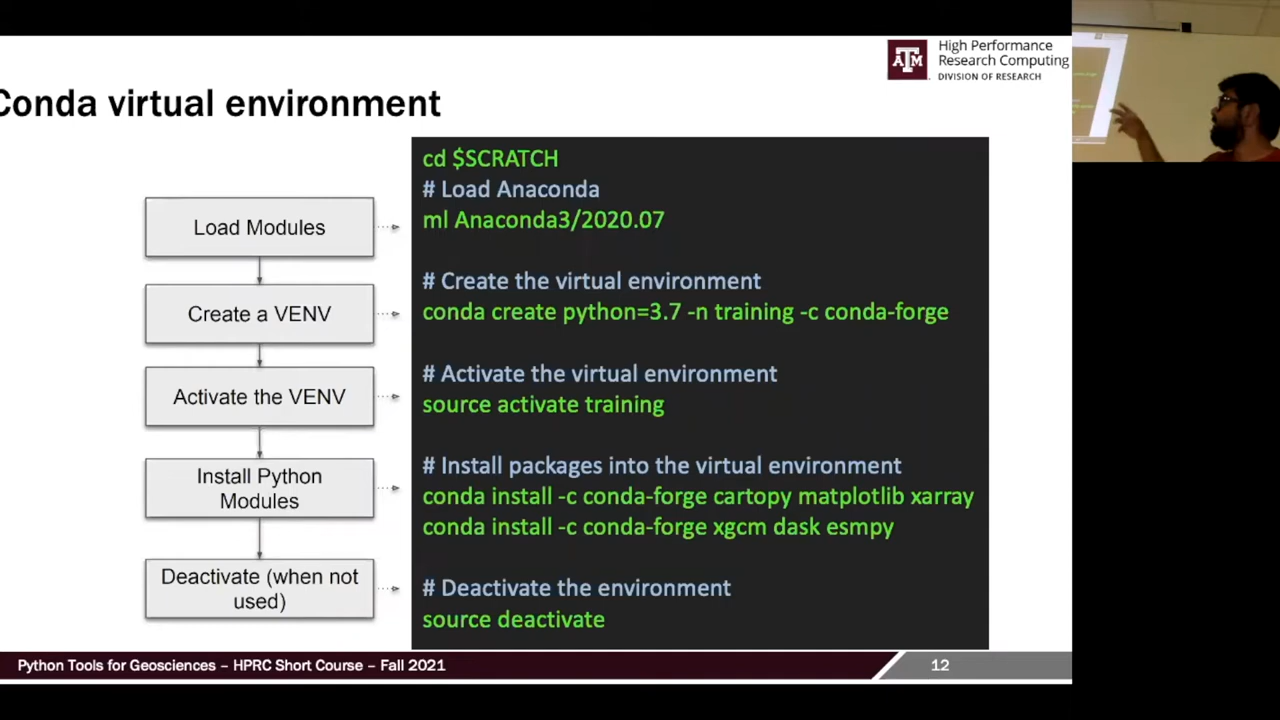 ĀM
High Performance
Research Computing
DIVISION OF RESEARCH
Conda virtual environment
Load Modules
Create a VENV
Activate the VENV
Install Python
Modules
Deactivate (when not
used)
cd $SCRATCH
# Load Anaconda
ml Anaconda3/2020.07
# Create the virtual environment
conda create python=3.7 -n training -c conda-forge
# Activate the virtual environment
source activate training
# Install packages into the virtual environment
conda install -c conda-forge cartopy matplotlib xarray
conda install -c conda-forge xgcm dask esmpy
# Deactivate the environment
source deactivate
Python Tools for Geosciences – HPRC Short Course – Fall 2021
12